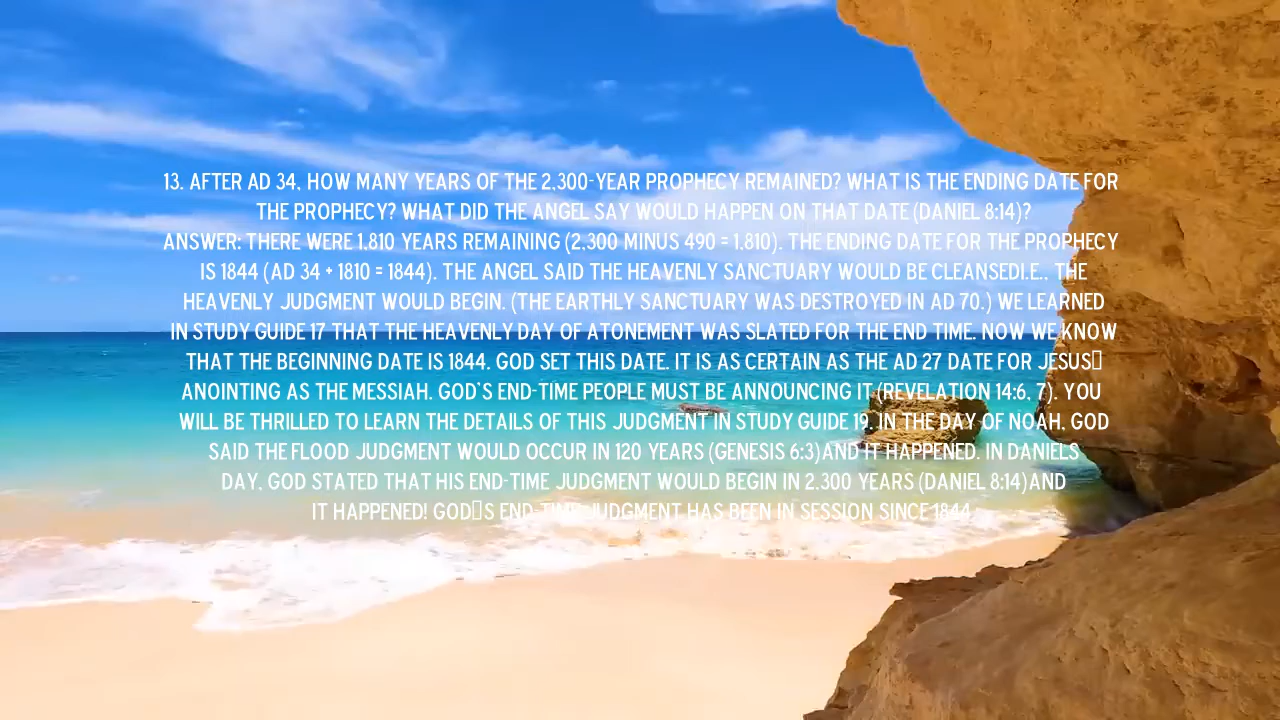 13. AFTER AD 34, HOW MANY YEARS OF THE 2,300-YEAR PROPHECY REMAINED? WHAT IS THE ENDING DATE FOR
THE PROPHECY? WHAT DID THE ANGEL SAY WOULD HAPPEN ON THAT DATE (DANIEL 8:14)?
ANSWER: THERE WERE 1,810 YEARS REMAINING (2,300 MINUS 490 = 1,810). THE ENDING DATE FOR THE PROPHECY
IS 1844 (AD 34 + 1810 = 1844). THE ANGEL SAID THE HEAVENLY SANCTUARY WOULD BE CLEANSEDI.E., THE
HEAVENLY JUDGMENT WOULD BEGIN. (THE EARTHLY SANCTUARY WAS DESTROYED IN AD 70.) WE LEARNED
IN STUDY GUIDE 17 THAT THE HEAVENLY DAY OF ATONEMENT WAS SLATED FOR THE END TIME. NOW WE KNOW
THAT THE BEGINNING DATE IS 1844. GOD SET THIS DATE. IT IS AS CERTAIN AS THE AD 27 DATE FOR JESUS▯
ANOINTING AS THE MESSIAH. GOD'S END-TIME PEOPLE MUST BE ANNOUNCING IT (REVELATION 14:6, 7). YOU
WILL BE THRILLED TO LEARN THE DETAILS OF THIS JUDGMENT IN STUDY GUIDE 19. IN THE DAY OF NOAH, GOD
SAID THE FLOOD JUDGMENT WOULD OCCUR IN 120 YEARS (GENESIS 6:3)AND IT HAPPENED. IN DANIELS
DAY, GOD STATED THAT HIS END-TIME JUDGMENT WOULD BEGIN IN 2,300 YEARS (DANIEL 8:14)AND
IT HAPPENED! GOD▯S END-TIME JUDGMENT HAS BEEN IN SESSION SINCE 1844.